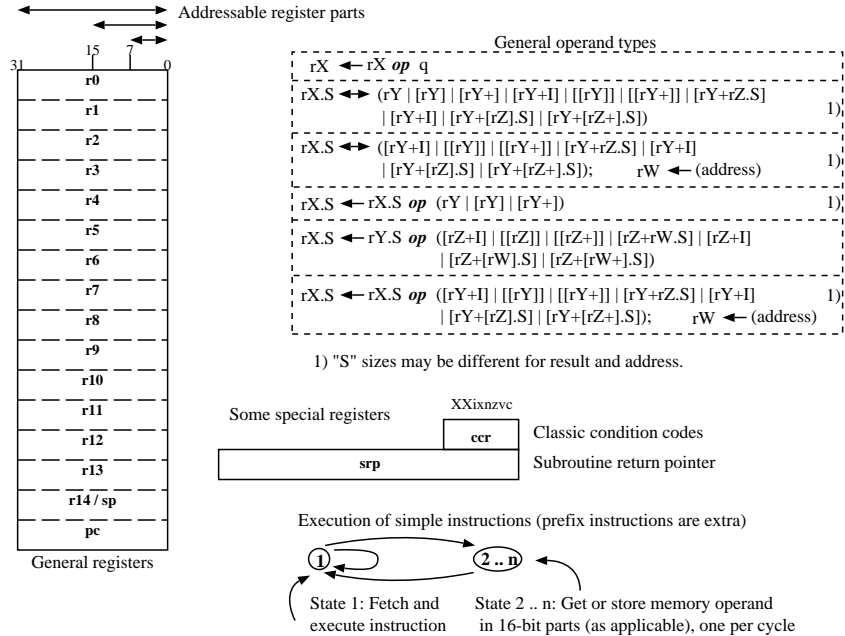 Addressable register parts
31 15 7 0
r0
r1
r2
r3
r4
r5
r6
r7
r8
r9
r10
r11
r12
r13
r14 / sp
pc
General registers
General operand types
rX ← rX op q
rX.S ↔ (rY | [rY] | [rY+] | [rY+I] | [[rY]] | [[rY+]] | [rY+rZ.S]
| [rY+I] | [rY+[rZ].S] | [rY+[rZ+].S]) 1)
rX.S ↔ ([rY+I] | [[rY]] | [[rY+]] | [rY+rZ.S] | [rY+I]
| [rY+[rZ].S] | [rY+[rZ+].S]); rW ← (address) 1)
rX.S ← rX.S op (rY | [rY] | [rY+]) 1)
rX.S ← rY.S op ([rZ+I] | [[rZ]] | [[rZ+]] | [rZ+rW.S] | [rZ+I]
| [rZ+[rW].S] | [rZ+[rW+].S])
rX.S ← rX.S op ([rY+I] | [[rY]] | [[rY+]] | [rY+rZ.S] | [rY+I] 1)
| [rY+[rZ].S] | [rY+[rZ+].S]); rW ← (address)
1) "S" sizes may be different for result and address.
Some special registers
XXixnzvc
ccr
Classic condition codes
srp
Subroutine return pointer
Execution of simple instructions (prefix instructions are extra)
1
2 .. n
State 1: Fetch and
execute instruction
State 2 .. n: Get or store memory operand
in 16-bit parts (as applicable), one per cycle